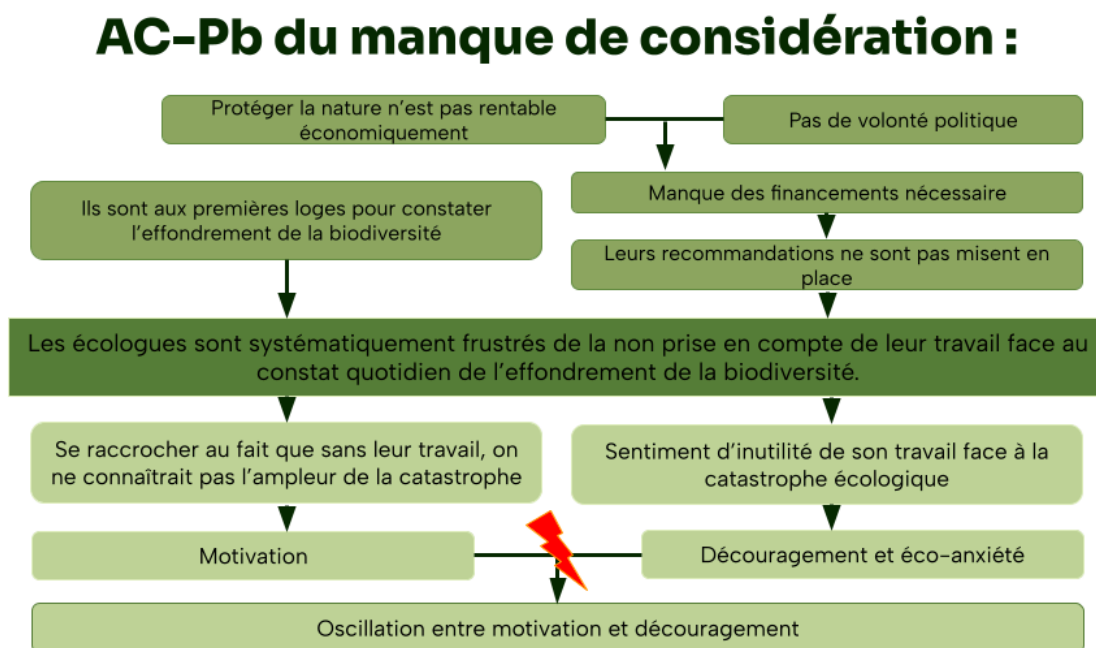 AC-Pb du manque de considération :
Protéger la nature n’est pas rentable
économiquement
Pas de volonté politique
Manque des financements nécessaire
Ils sont aux premières loges pour constater
l’effondrement de la biodiversité
Leurs recommandations ne sont pas misent en
place
Les écologues sont systématiquement frustrés de la non prise en compte de leur travail face au
constat quotidien de l’effondrement de la biodiversité.
Se raccrocher au fait que sans leur travail, on
ne connaîtrait pas l’ampleur de la catastrophe
Sentiment d’inutilité de son travail face à la
catastrophe écologique
Motivation
Découragement et éco-anxiété
Oscillation entre motivation et découragement